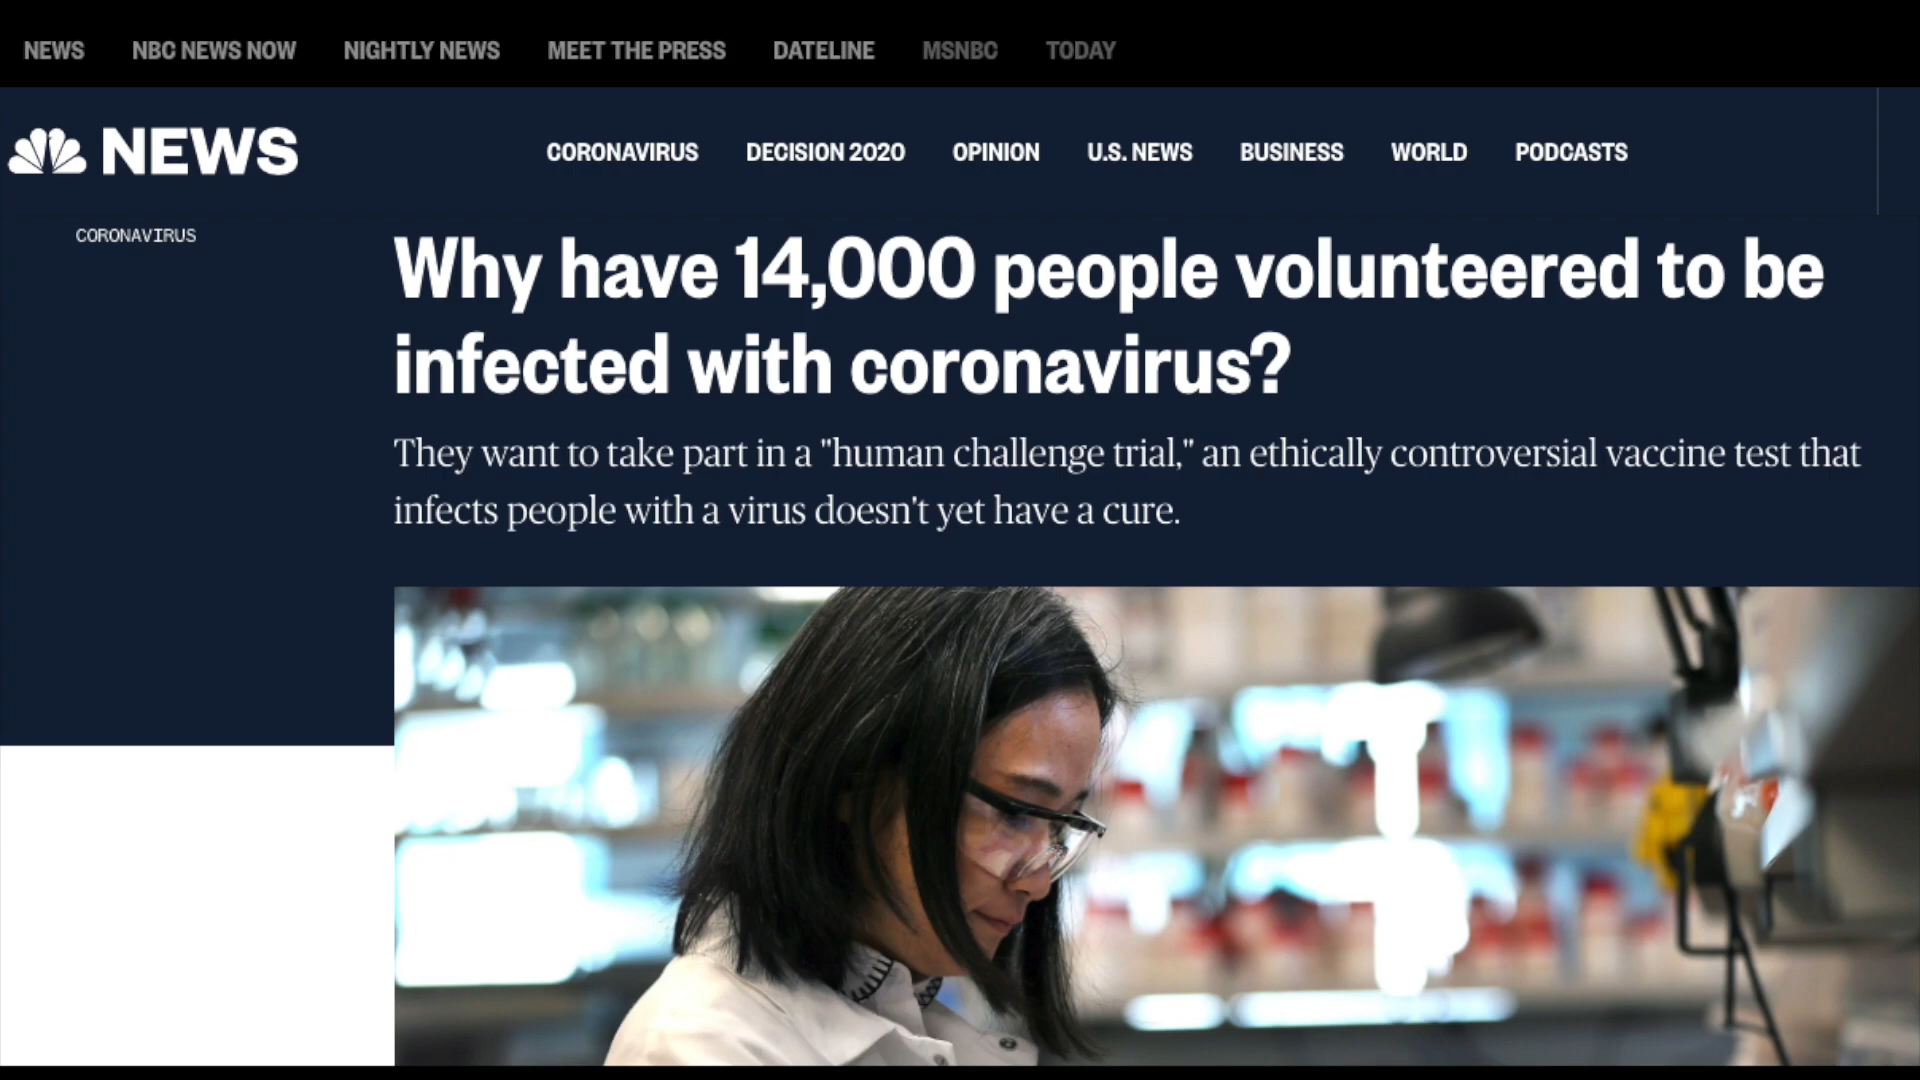 NEWS NBC NEWS NOW NIGHTLY NEWS MEET THE PRESS DATELINE MSNBC TODAY
NEWS CORONAVIRUS DECISION 2020 OPINION U.S. NEWS BUSINESS WORLD PODCASTS
CORONAVIRUS
Why have 14,000 people volunteered to be
infected with coronavirus?
They want to take part in a "human challenge trial," an ethically controversial vaccine test that
infects people with a virus doesn't yet have a cure.